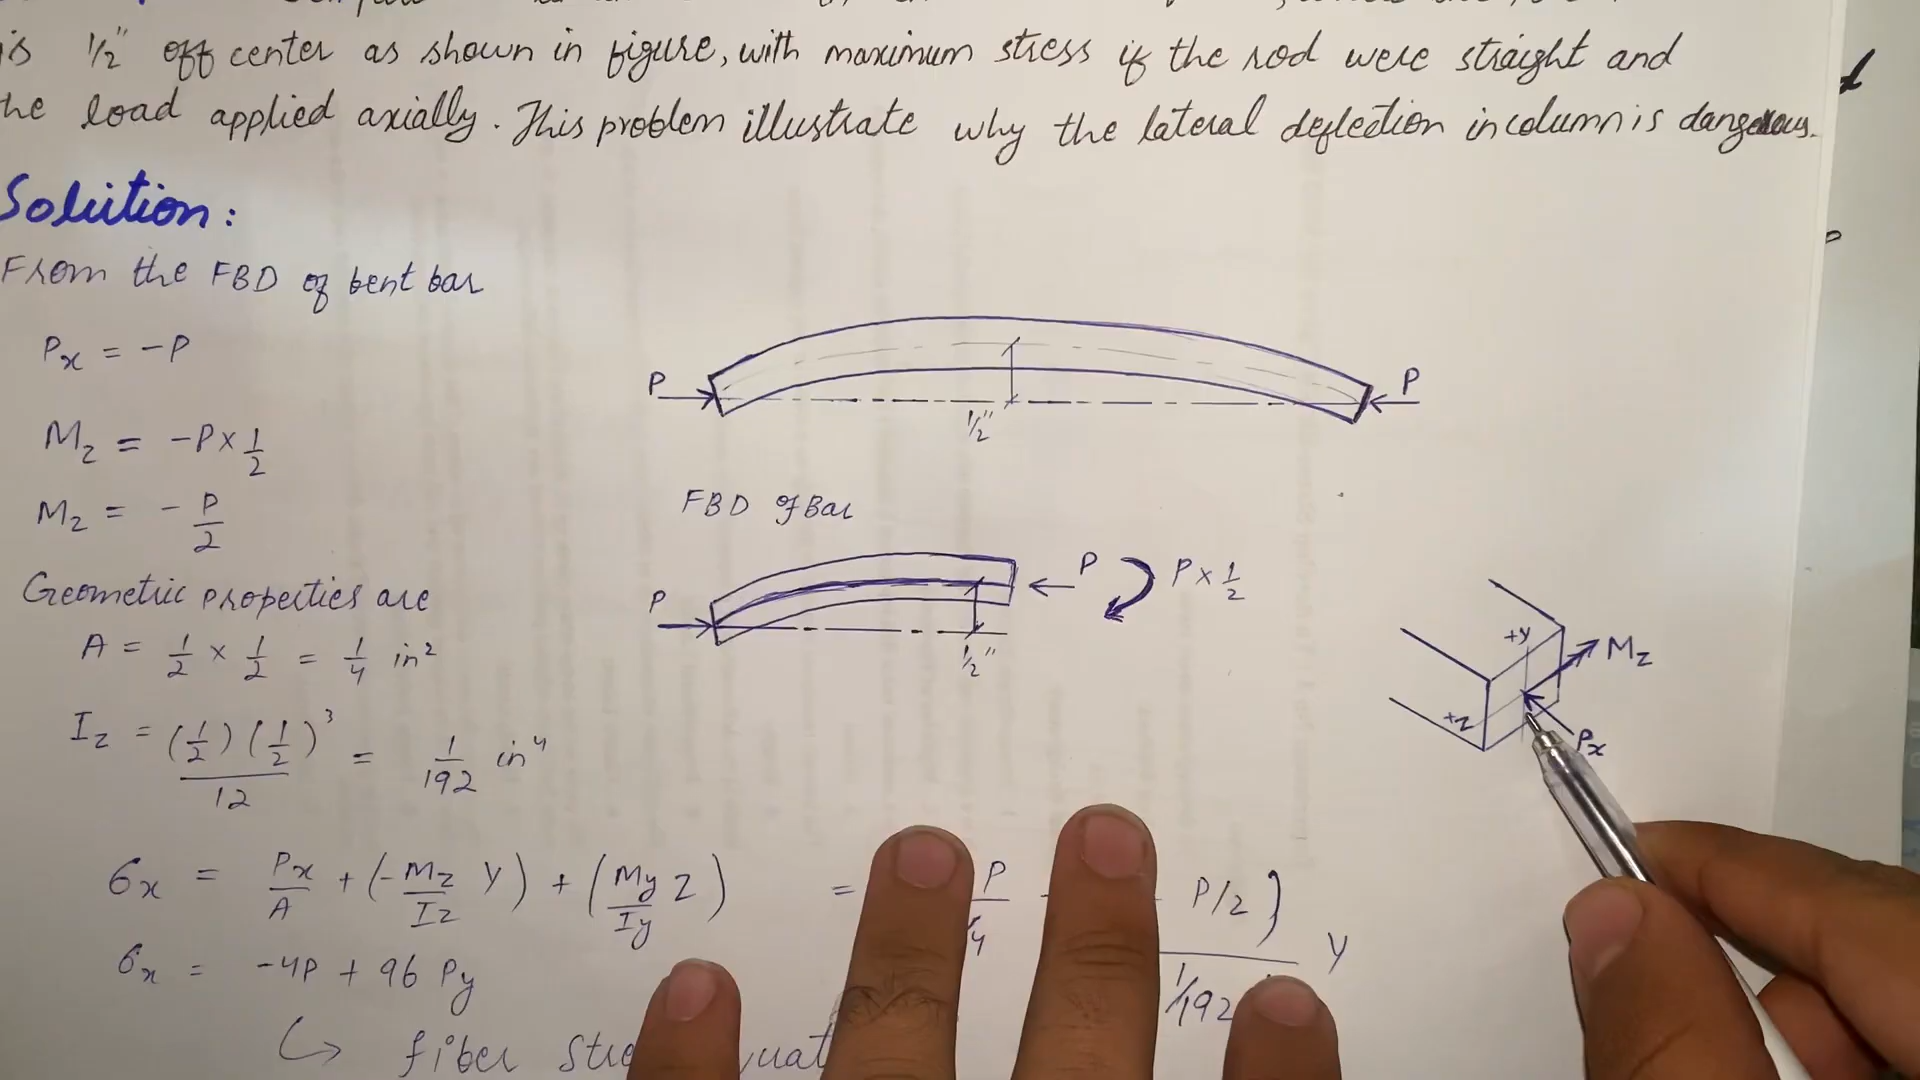 is 1/2" off center as shown in figure, with maximum stress if the rod were straight and
he load applied axially. This problem illustrate why the lateral deflection in column is dangerous.
Solution:
From the FBD of bent bar
Px = -P
Mz = -P × 1/2
Mz = - P/2
Geometric properties are
A = 1/2 × 1/2 = 1/4 in²
Iz = (1/2)(1/2)³/12 = 1/192 in⁴
P
1/2"
P
FBD of Bar
P
1/2"
P
P × 1/2
+y
Mz
+z
Px
σx = Px/A + (-Mz/Iz y) + (My/Iy z) = P P/2) 1/192 y
σx = -4P + 96 Py
fiber